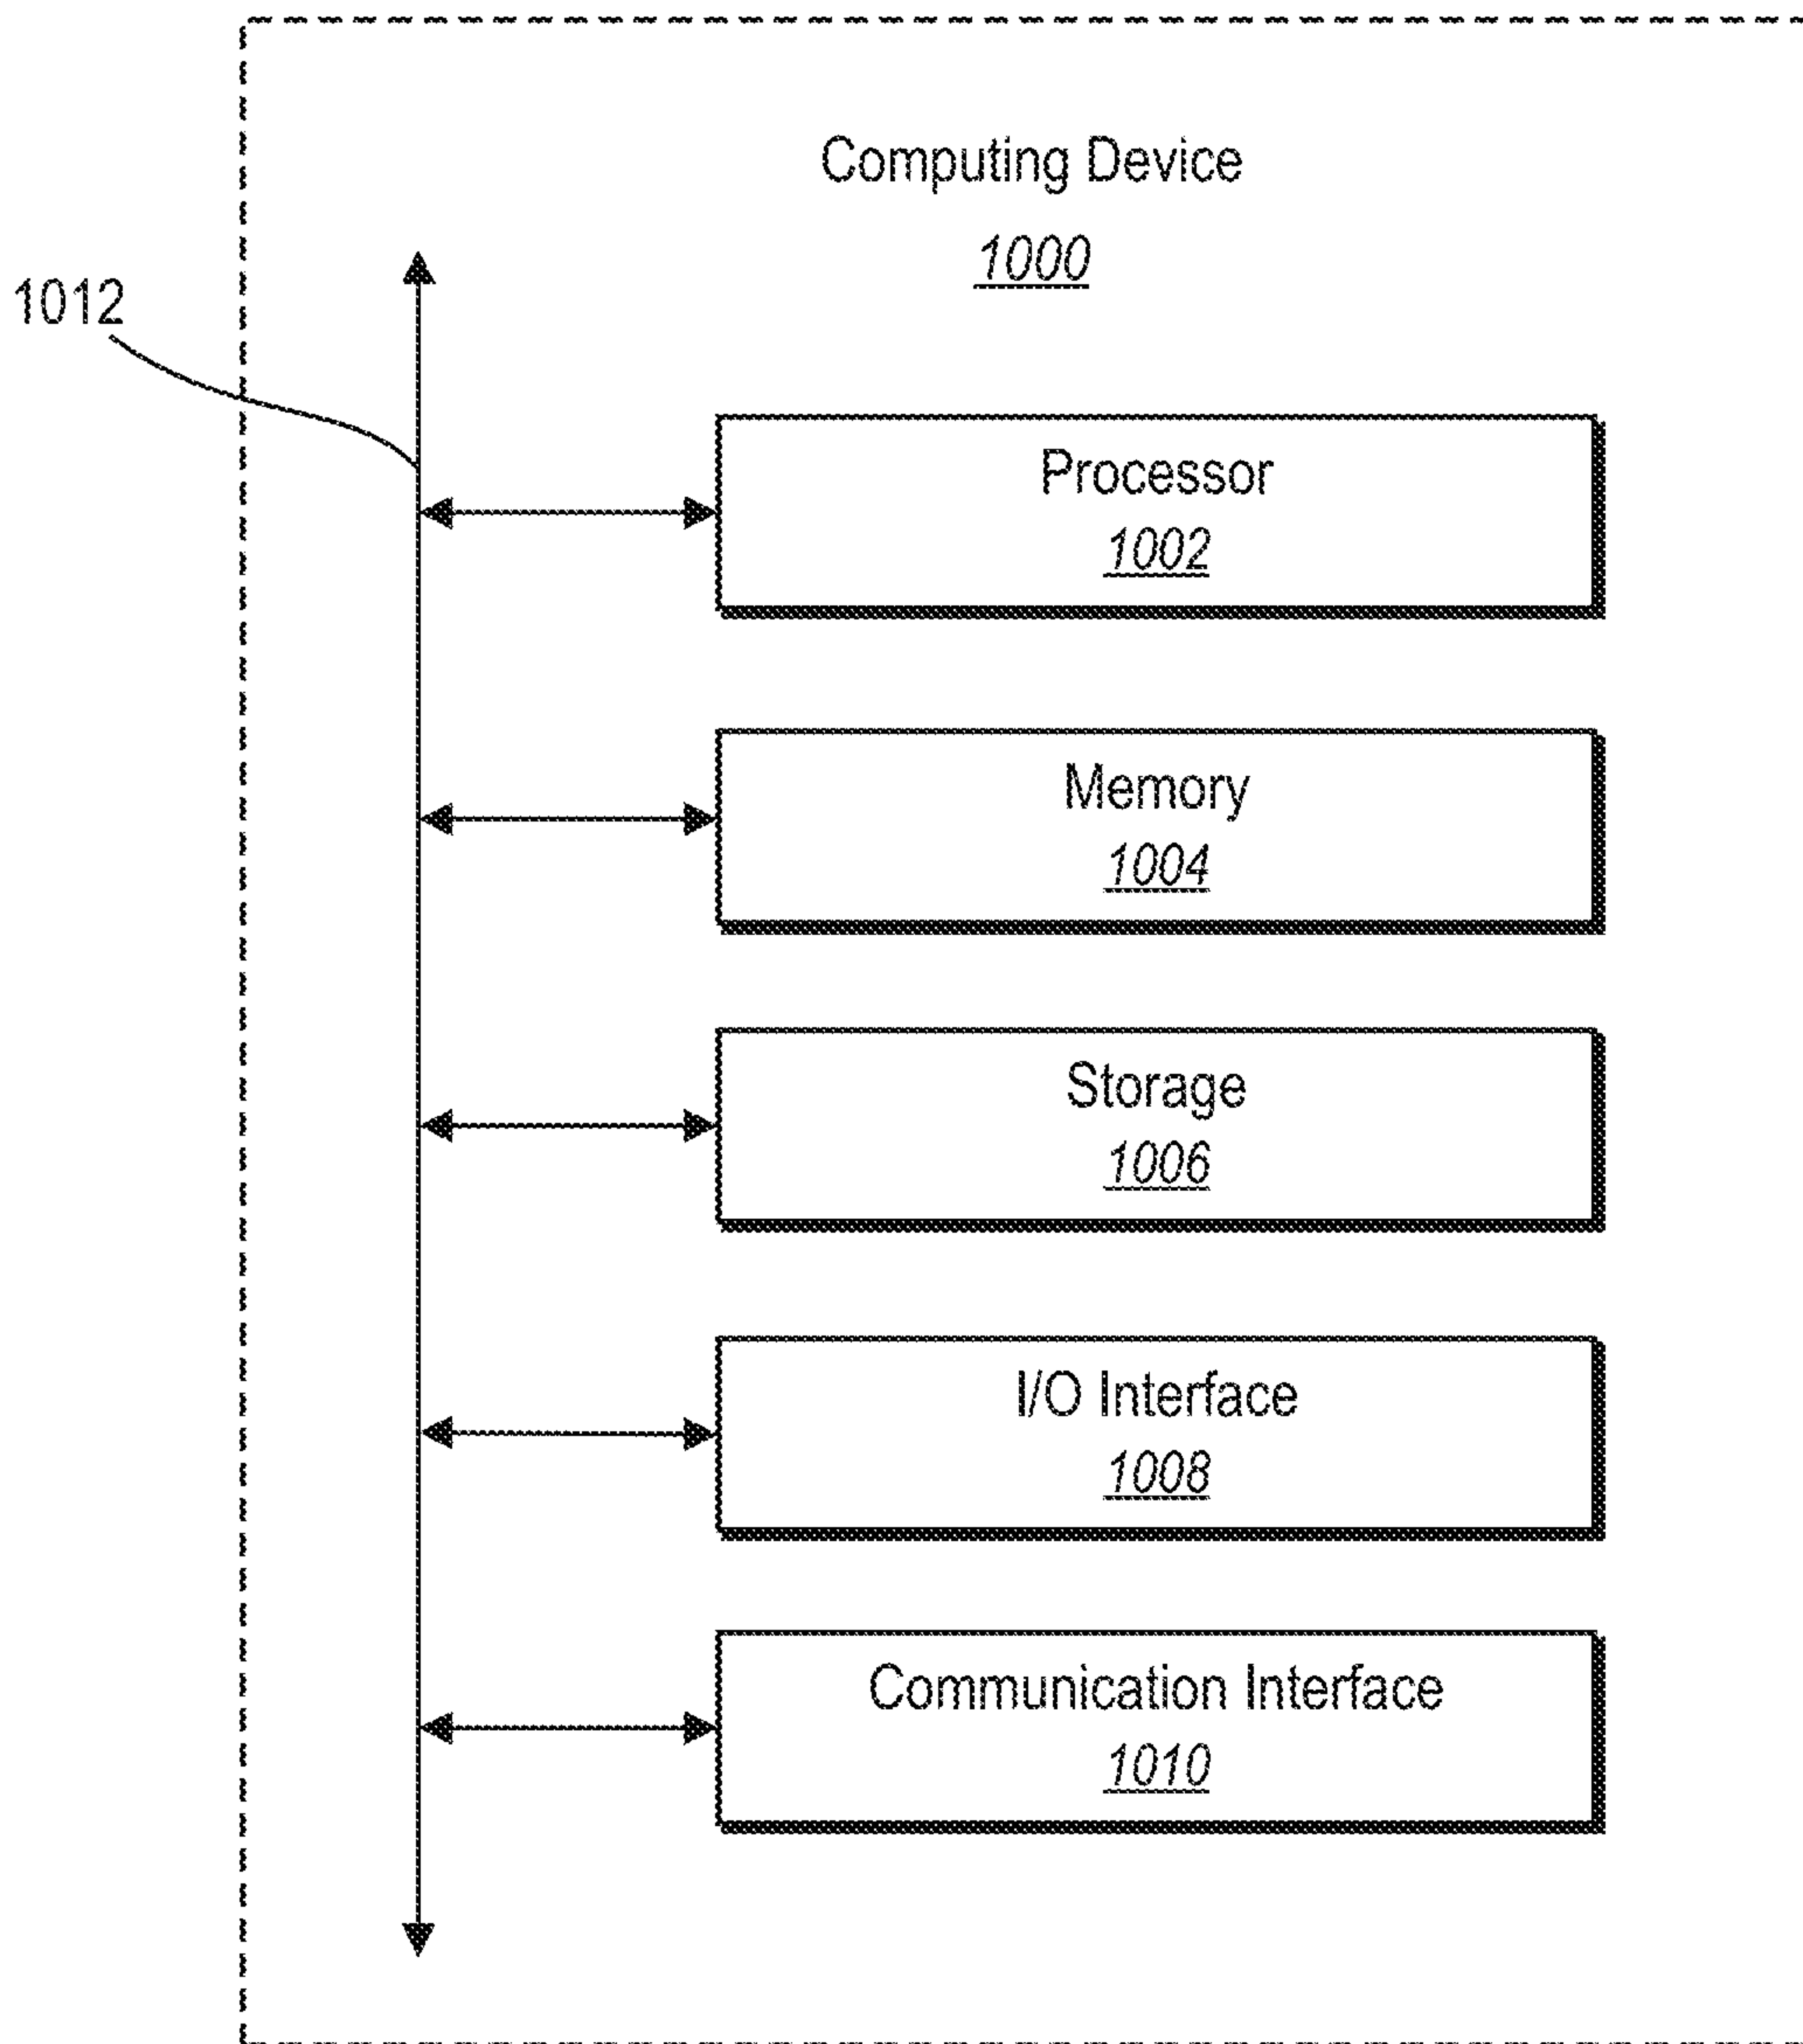 Computing Device
1000
1012
Processor
1002
Memory
1004
Storage
1006
I/O Interface
1008
Communication Interface
1010